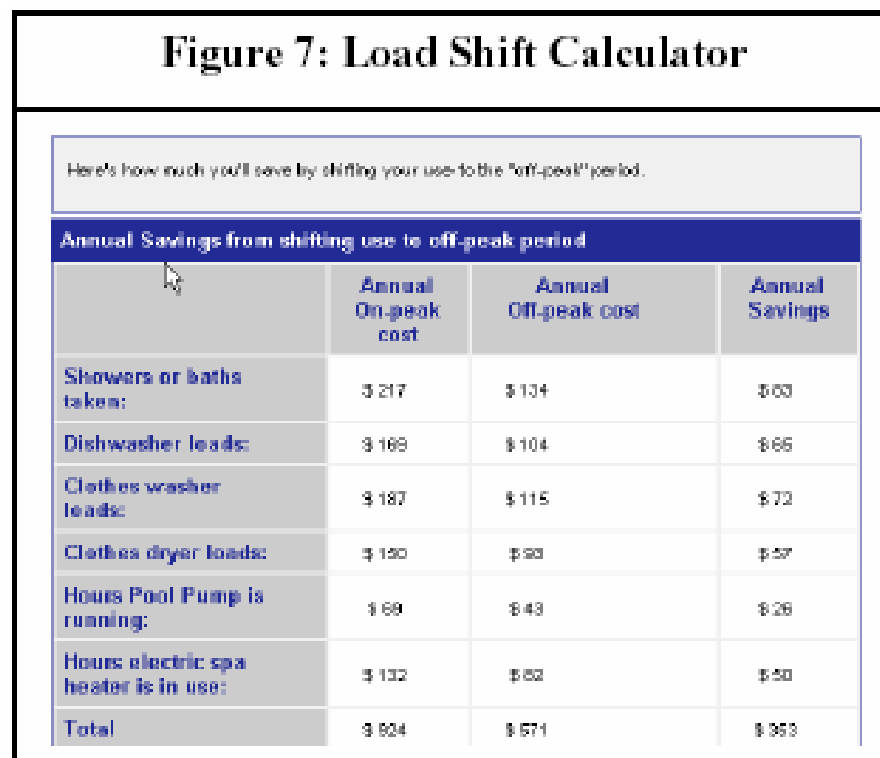 Figure 7: Load Shift Calculator
Here's how much you'll save by shifting your use to the "off-peak" period.
Annual Savings from shifting use to off-peak period
Annual On-peak cost
Annual Off-peak cost
Annual Savings
Showers or baths taken: $ 217 $ 134 $ 83
Dishwasher loads: $ 169 $ 104 $ 65
Clothes washer loads: $ 187 $ 115 $ 72
Clothes dryer loads: $ 150 $ 93 $ 57
Hours Pool Pump is running: $ 69 $ 43 $ 26
Hours electric spa heater is in use: $ 132 $ 82 $ 50
Total $ 924 $ 571 $ 353